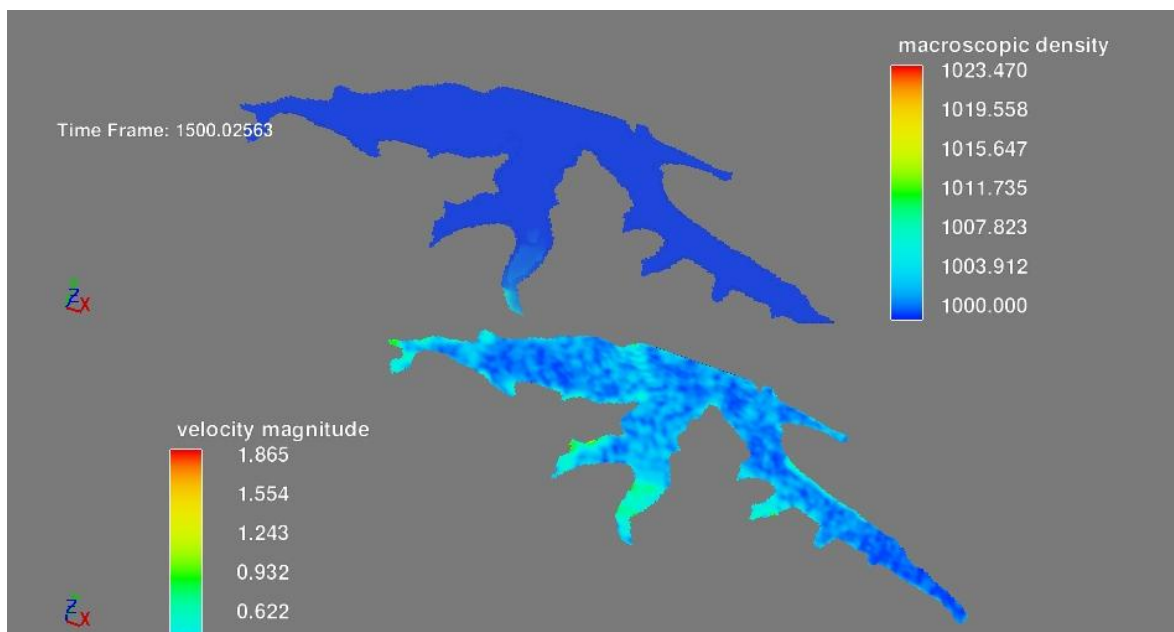 macroscopic density
1023.470
1019.558
Time Frame: 1500.02563
1015.647
1011.735
1007.823
1003.912
1000.000
Z X
velocity magnitude
1.865
1.554
1.243
0.932
0.622
Z X